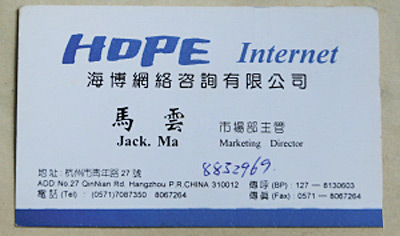 HOPE Internet
海博網絡咨詢有限公司
馬雲 市場部主管
Jack. Ma Marketing Director
8832969
地址:杭州市青年路27號
ADD:No.27 QinNian Rd. Hangzhou P.R.CHINA 310012 傳呼(BP):127—8130603
電話(Tel):(0571)7087350 8067264 傳眞(Fax):0571—8067264